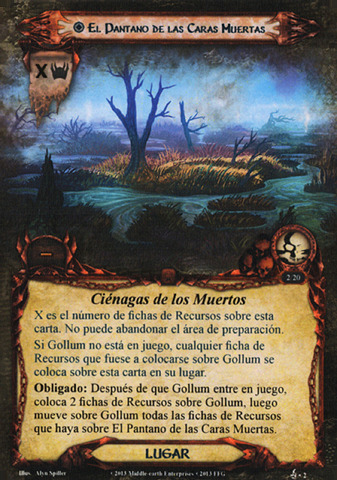 El Pantano de las Caras Muertas
X
–
2/20
Ciénagas de los Muertos
X es el número de fichas de Recursos sobre esta
carta. No puede abandonar el área de preparación.
Si Gollum no está en juego, cualquier ficha de
Recursos que fuese a colocarse sobre Gollum se
coloca sobre esta carta en su lugar.
Obligado: Después de que Gollum entre en juego,
coloca 2 fichas de Recursos sobre Gollum, luego
mueve sobre Gollum todas las fichas de Recursos
que haya sobre El Pantano de las Caras Muertas.
LUGAR
Illus. Alyn Spiller ©2013 Middle-earth Enterprises ©2013 FFG 2